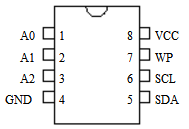 A0 1 8 VCC
A1 2 7 WP
A2 3 6 SCL
GND 4 5 SDA